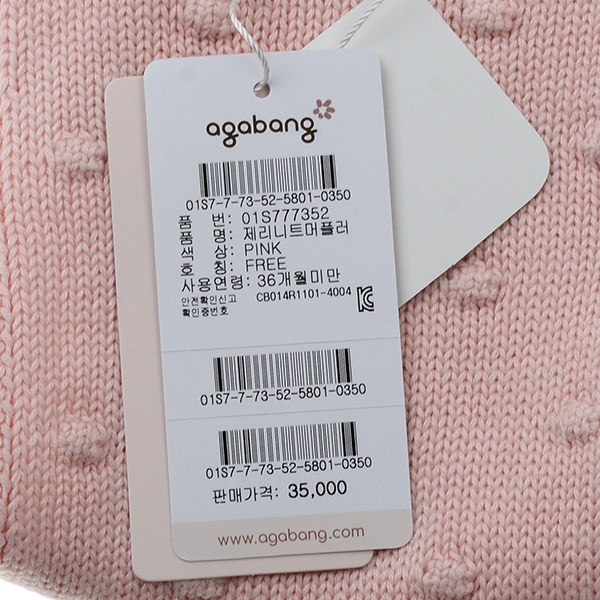 agabang
01S7-7-73-52-5801-0350
품 번: 01S777352
품 명: 제리니트머플러
색 상: PINK
호 칭: FREE
사용연령: 36개월미만
안전확인신고 CB014R1101-4004
확인증번호
01S7-7-73-52-5801-0350
01S7-7-73-52-5801-0350
판매가격: 35,000
www.agabang.com